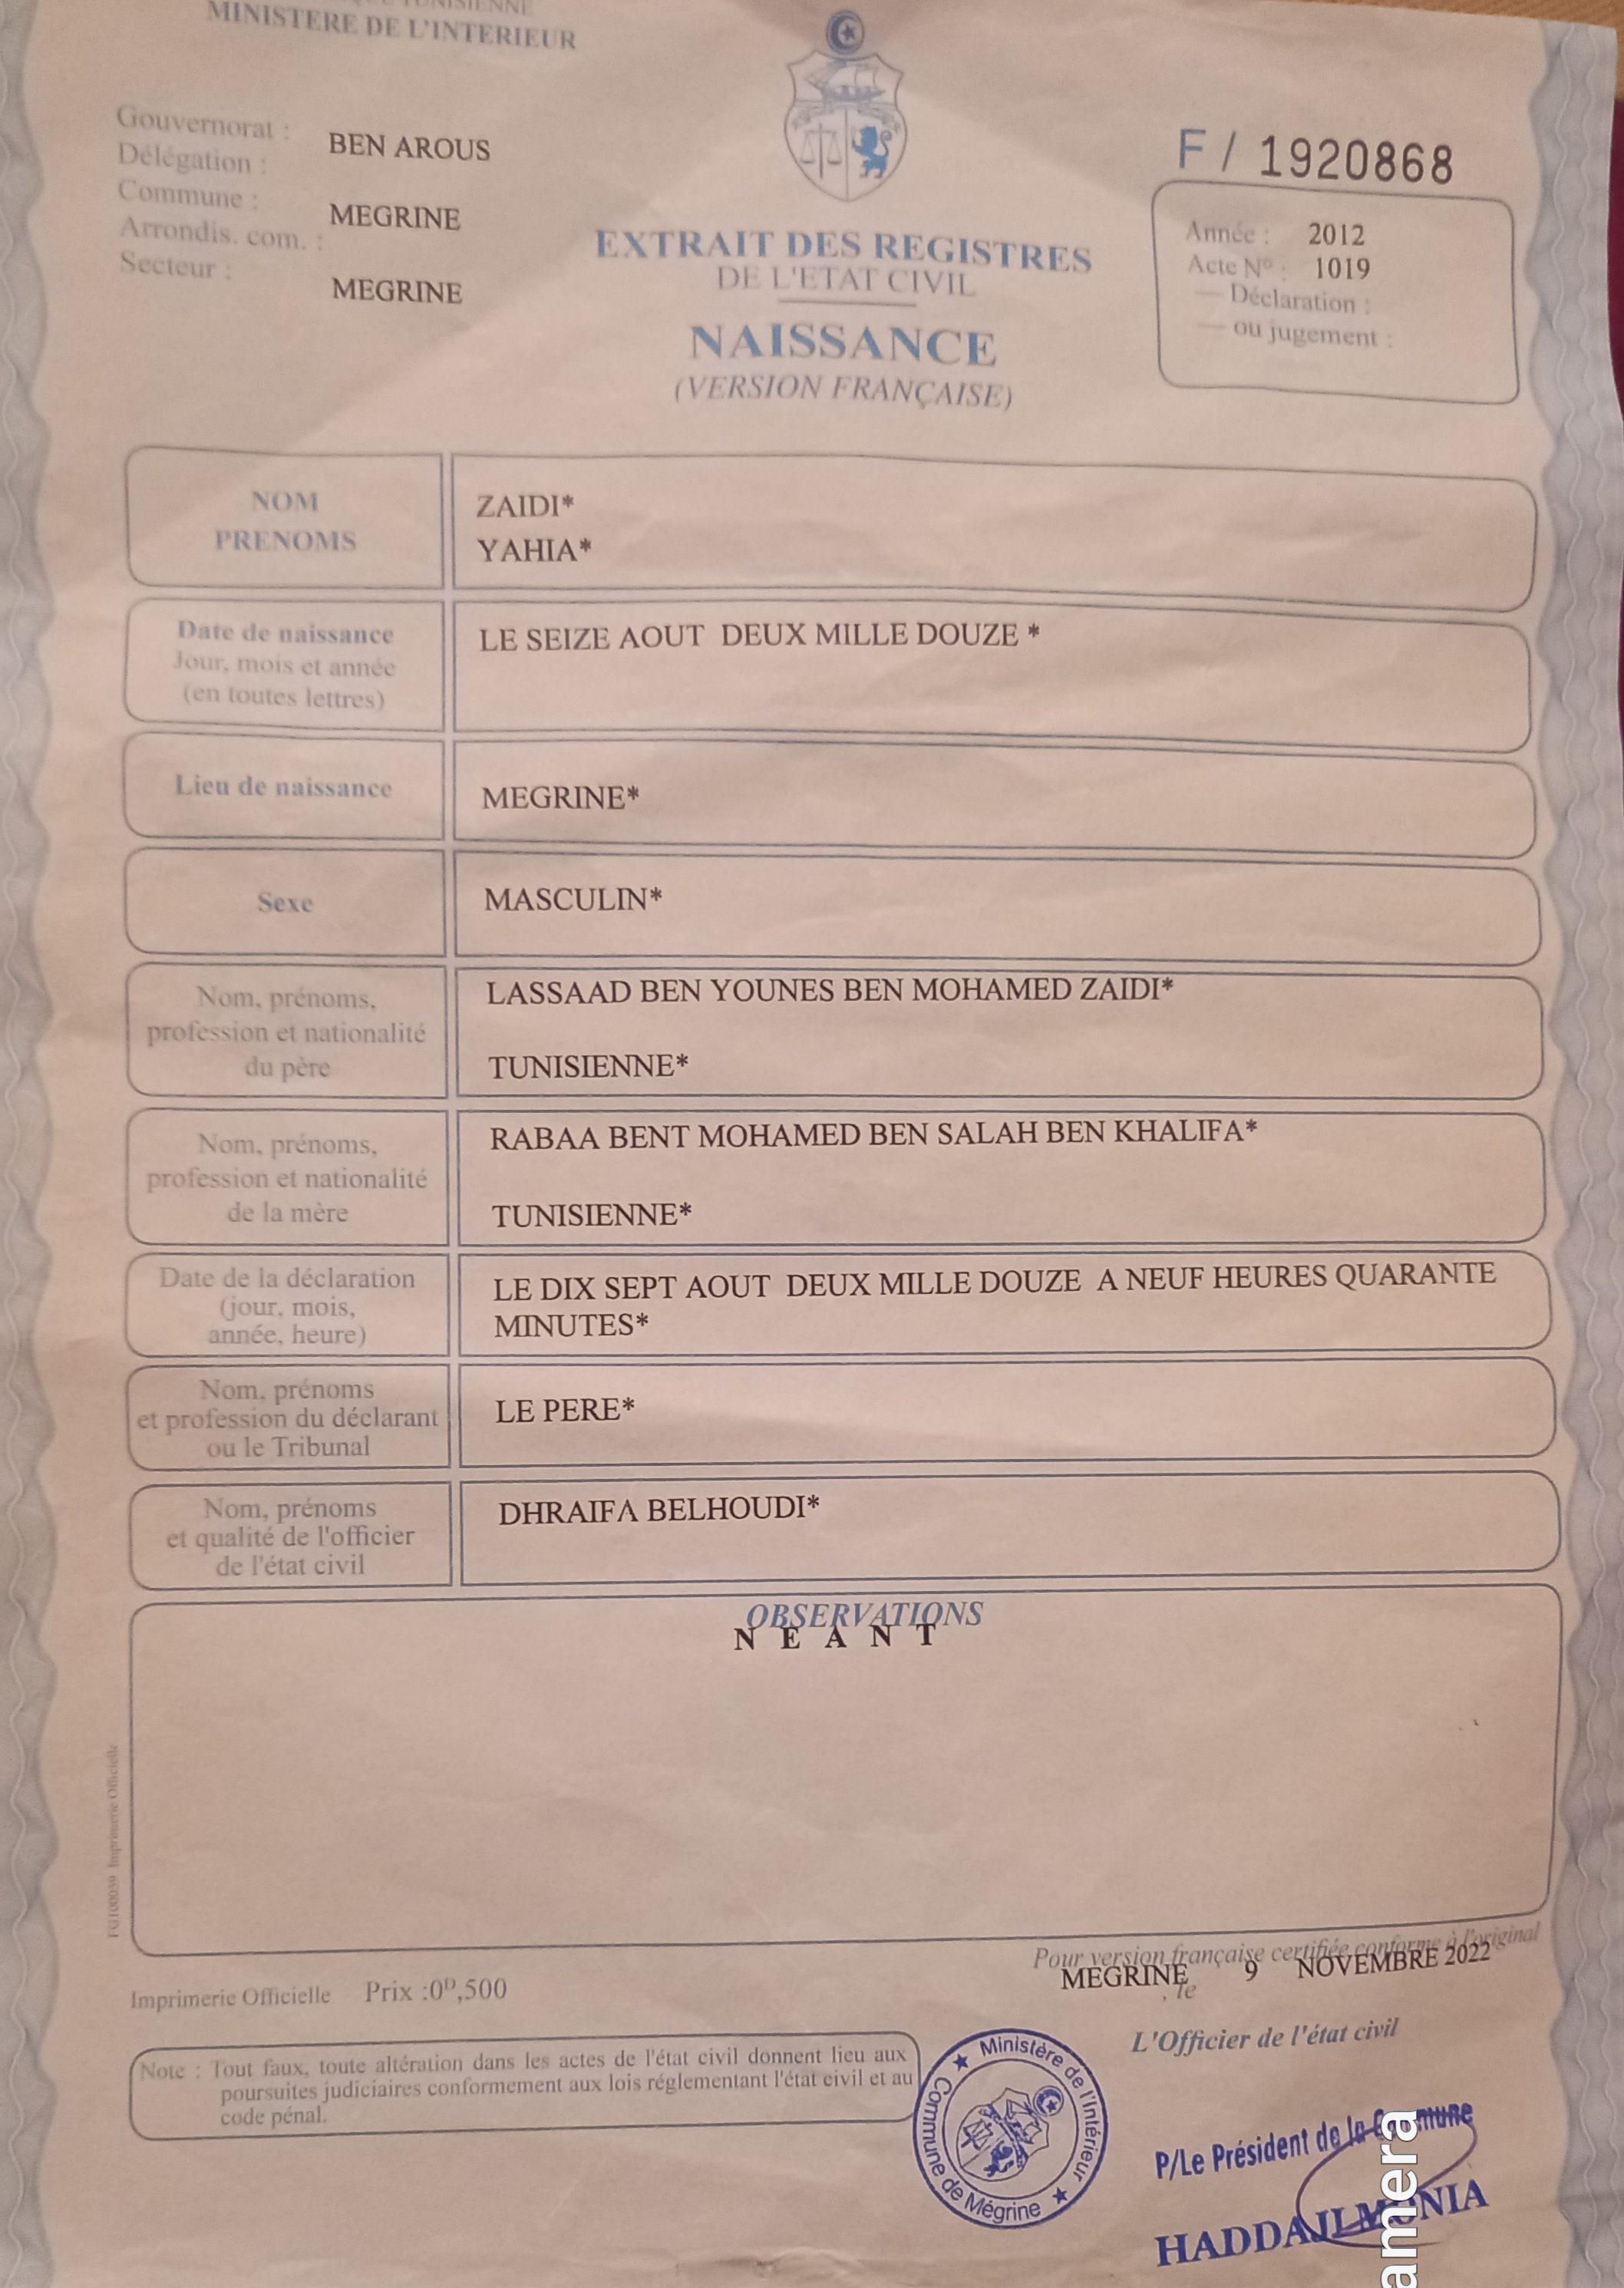 TUNISIENNE
MINISTERE DE L'INTERIEUR
Gouvernorat : BEN AROUS
Délégation :
Commune : MEGRINE
Arrondis. com. :
Secteur : MEGRINE
EXTRAIT DES REGISTRES
DE L'ETAT CIVIL
NAISSANCE
(VERSION FRANÇAISE)
F / 1920868
Année : 2012
Acte Nº : 1019
— Déclaration :
— ou jugement :
NOM
PRENOMS
ZAIDI*
YAHIA*
Date de naissance
Jour, mois et année
(en toutes lettres)
LE SEIZE AOUT DEUX MILLE DOUZE *
Lieu de naissance
MEGRINE*
Sexe
MASCULIN*
Nom, prénoms,
profession et nationalité
du père
LASSAAD BEN YOUNES BEN MOHAMED ZAIDI*
TUNISIENNE*
Nom, prénoms,
profession et nationalité
de la mère
RABAA BENT MOHAMED BEN SALAH BEN KHALIFA*
TUNISIENNE*
Date de la déclaration
(jour, mois,
année, heure)
LE DIX SEPT AOUT DEUX MILLE DOUZE A NEUF HEURES QUARANTE
MINUTES*
Nom, prénoms
et profession du déclarant
ou le Tribunal
LE PERE*
Nom, prénoms
et qualité de l'officier
de l'état civil
DHRAIFA BELHOUDI*
OBSERVATIONS
N E A N T
FG100039 Imprimerie Officielle
Pour version française certifiée conforme à l'original
MEGRINE , le 9 NOVEMBRE 2022
Imprimerie Officielle Prix :0ᴰ,500
L'Officier de l'état civil
Note : Tout faux, toute altération dans les actes de l'état civil donnent lieu aux
poursuites judiciaires conformement aux lois réglementant l'état civil et au
code pénal.
Ministère de l'Intérieur
Commune de Mégrine
P/Le Président de la Commune
HADDAJI MONIA
amera